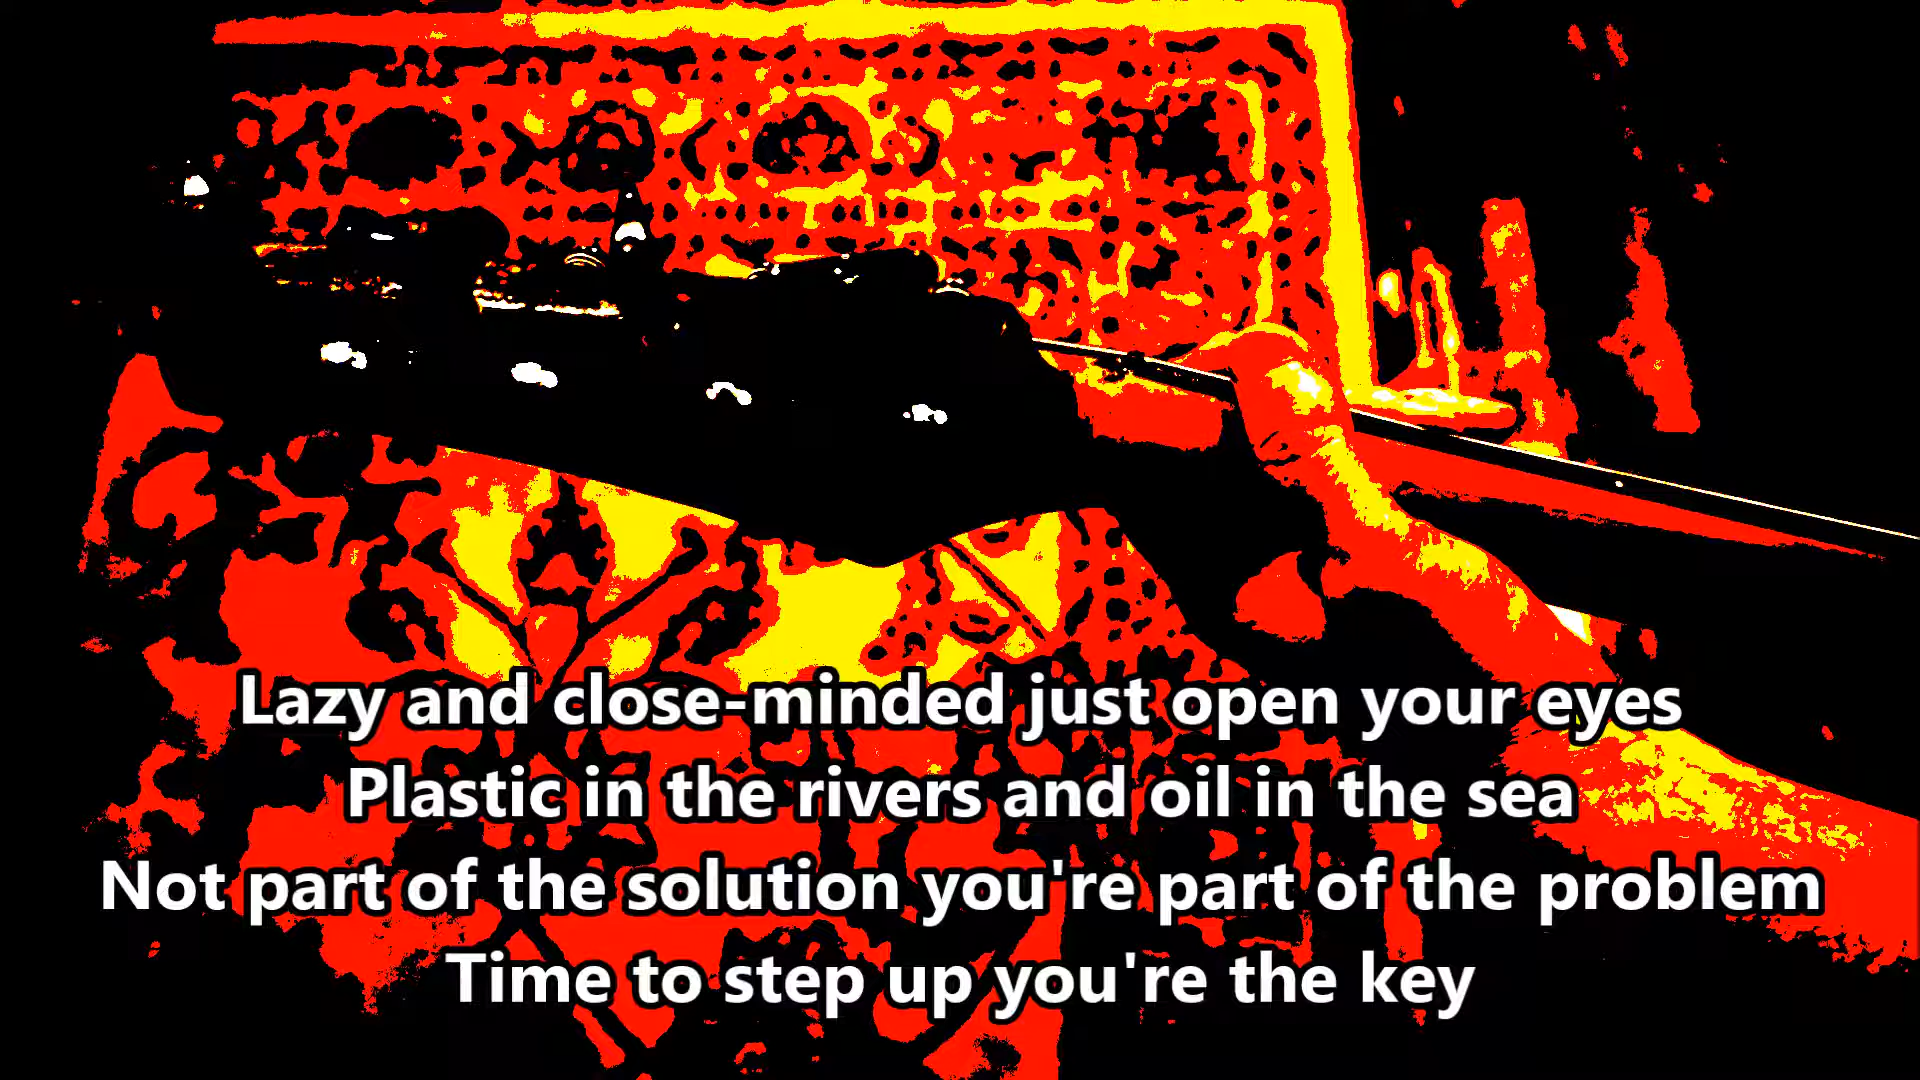 Lazy and close-minded just open your eyes
Plastic in the rivers and oil in the sea
Not part of the solution you're part of the problem
Time to step up you're the key